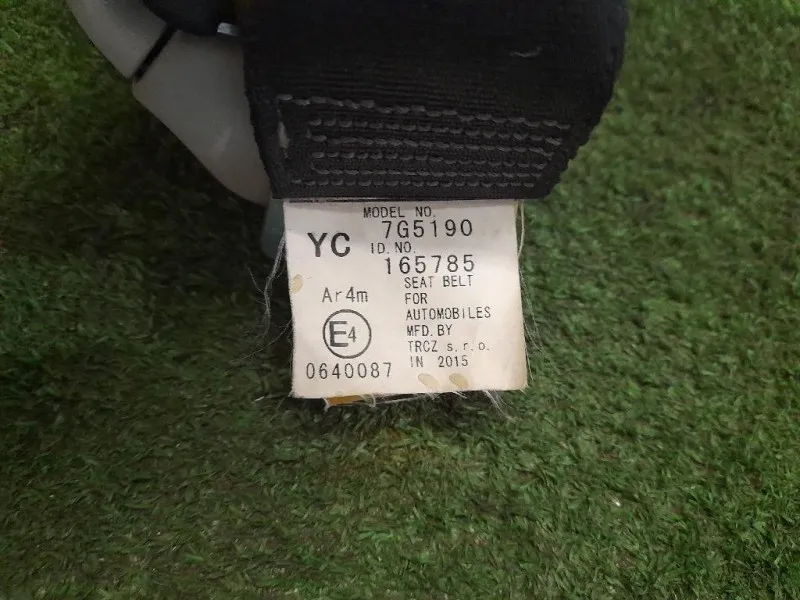 MODEL NO.
7G5190
YC
ID.NO.
165785
SEAT BELT
FOR
AUTOMOBILES
MFD.BY
TRCZ s.r.o.
IN 2015
Ar4m
E4
0640087